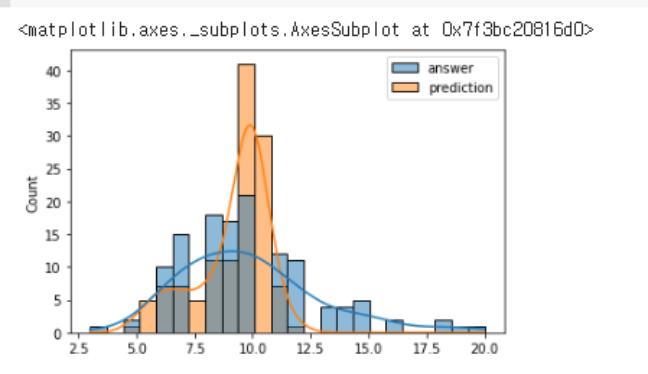 <matplotlib.axes._subplots.AxesSubplot at 0x7f3bc20816d0>
answer
prediction
40
35
30
25
20
15
10
5
0
Count
2.5 5.0 7.5 10.0 12.5 15.0 17.5 20.0